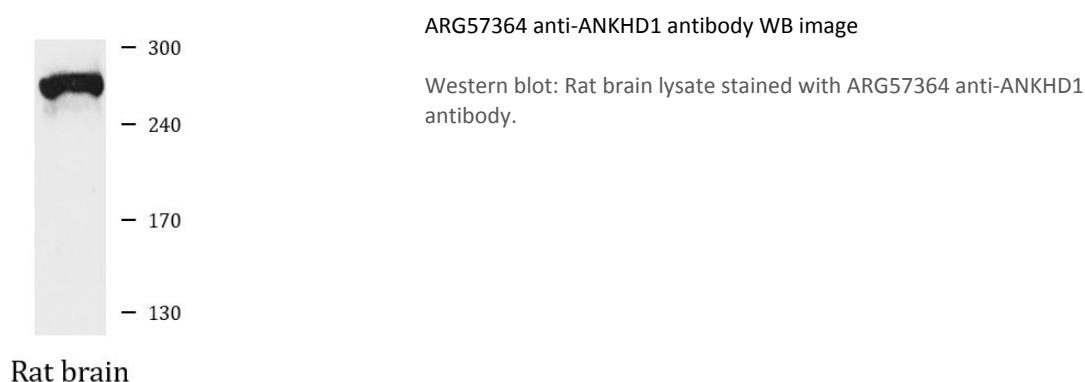 ARG57364 anti-ANKHD1 antibody WB image
Western blot: Rat brain lysate stained with ARG57364 anti-ANKHD1
antibody.
– 300
– 240
– 170
– 130
Rat brain